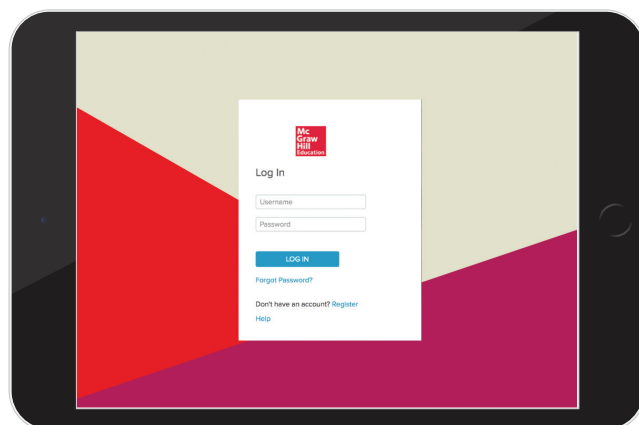 Mc
Graw
Hill
Education
Log In
Username
Password
LOG IN
Forgot Password?
Don't have an account? Register
Help